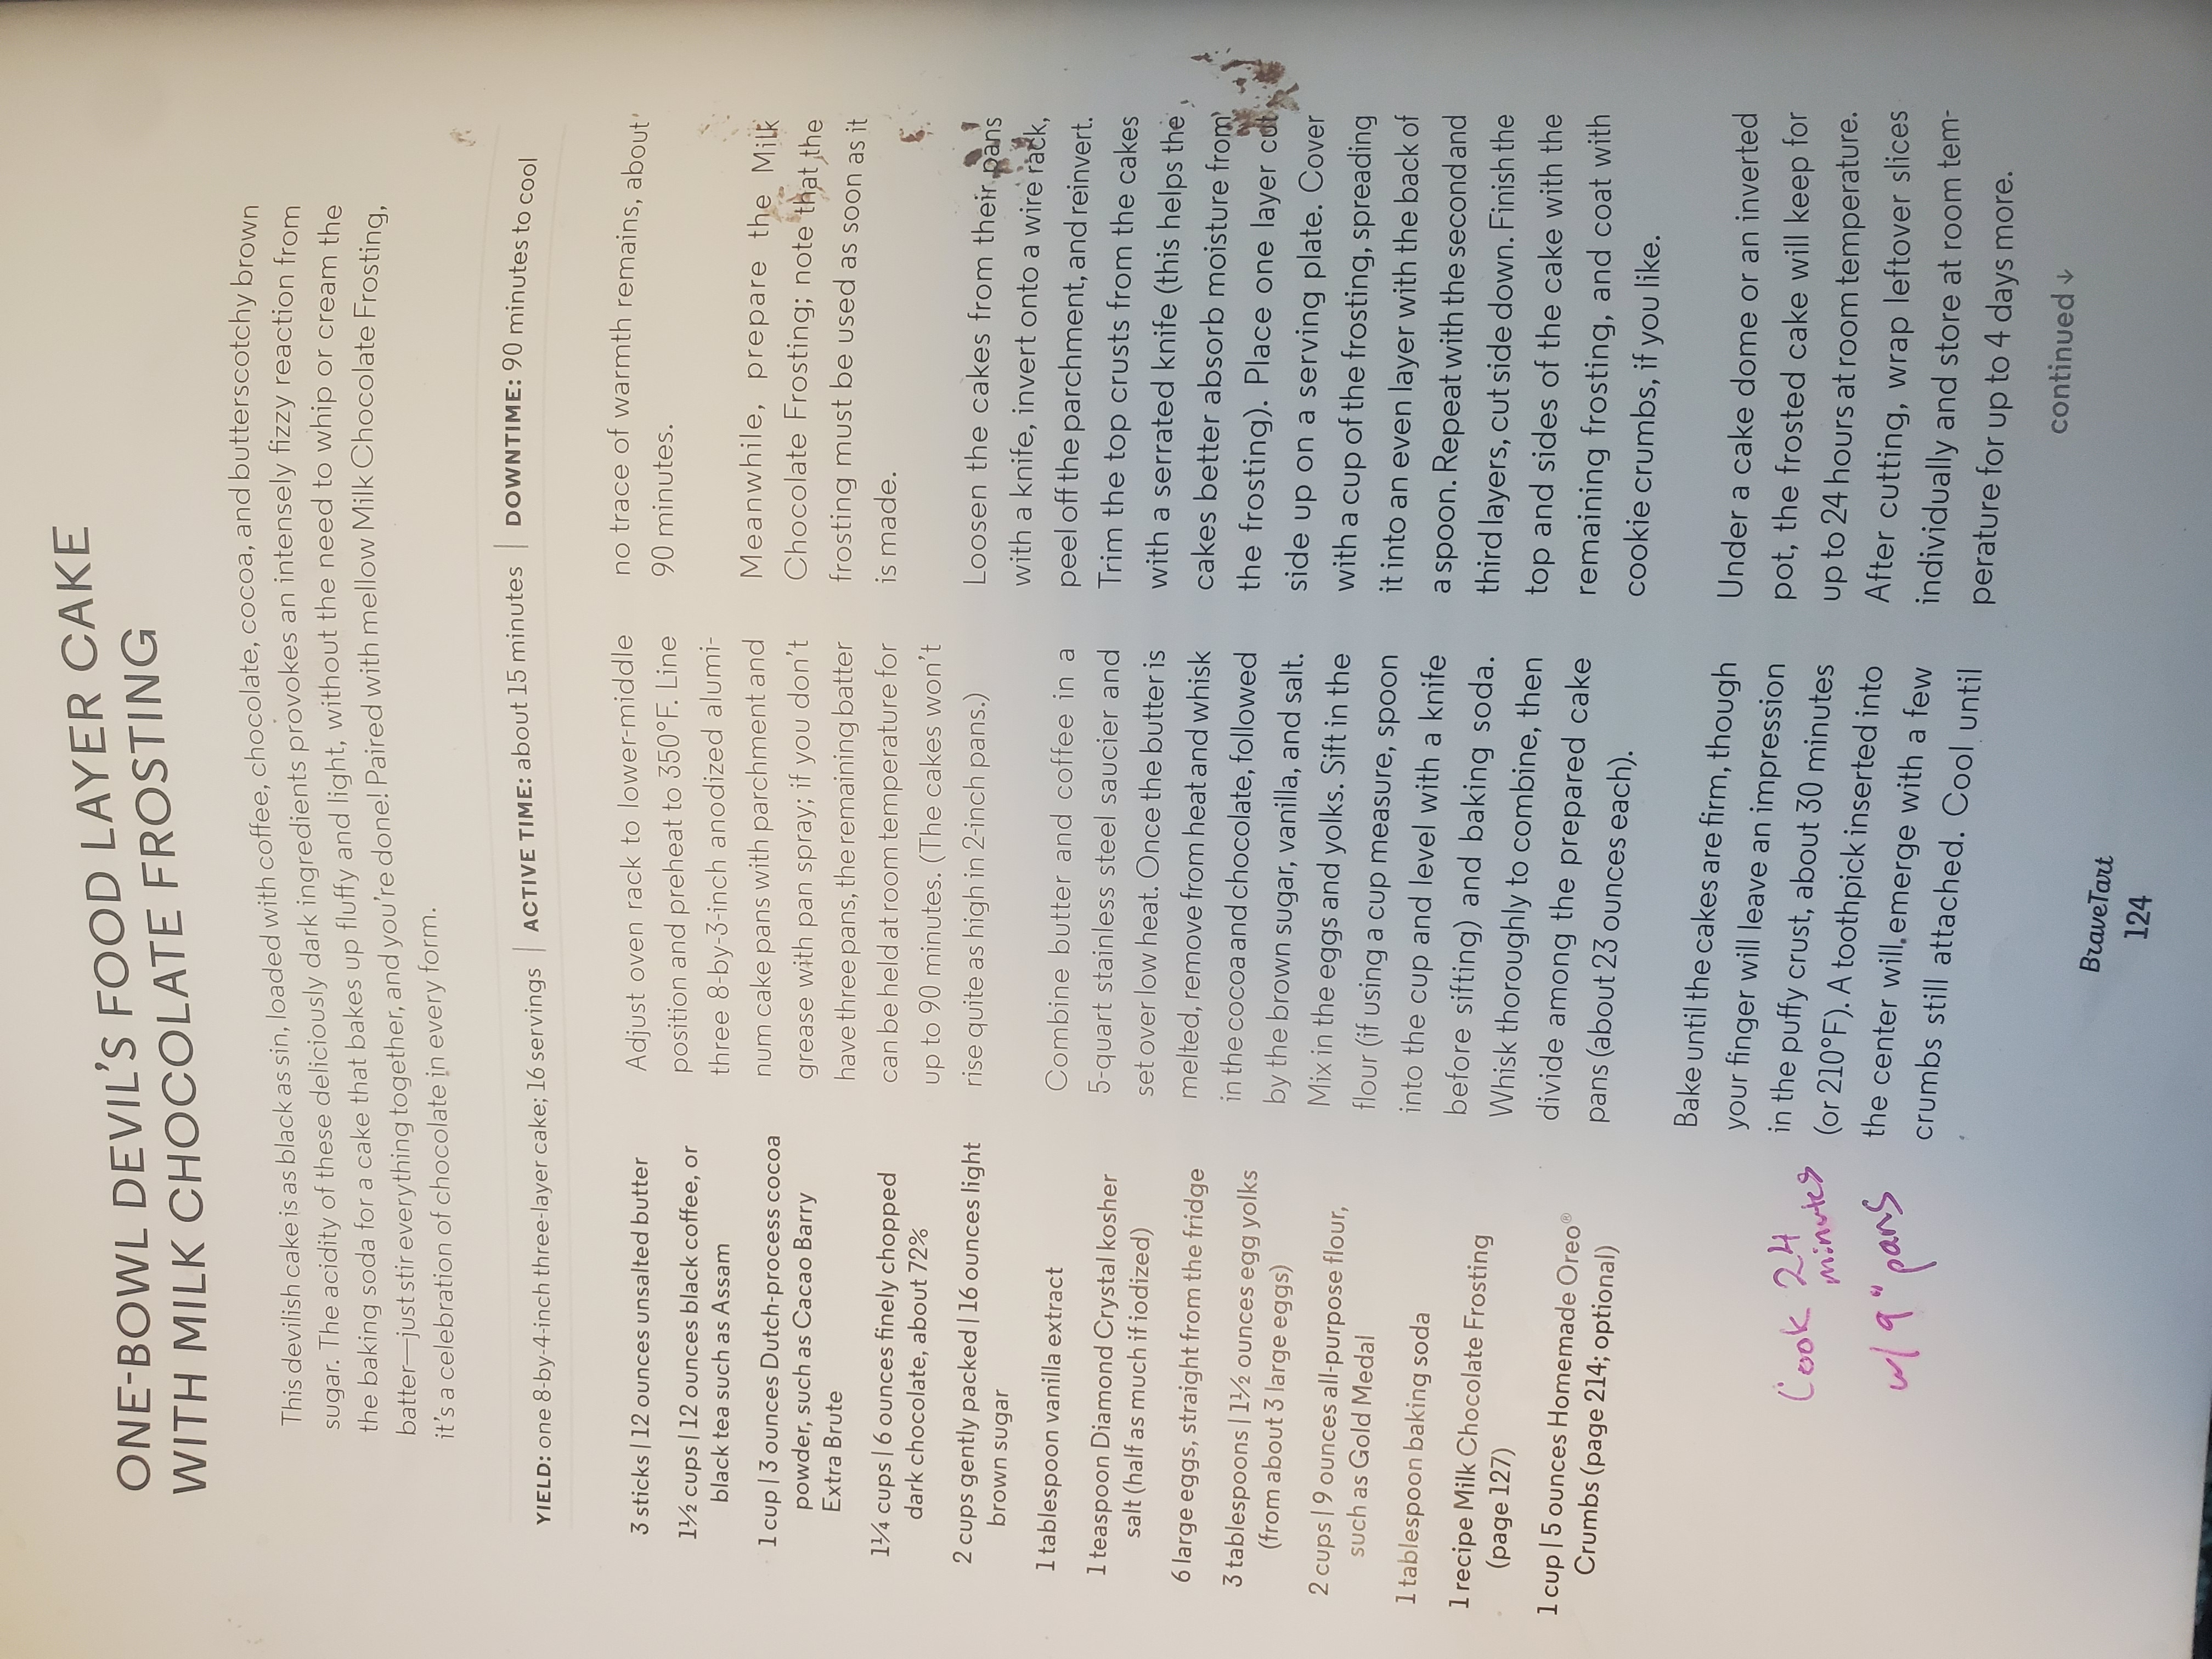 ONE-BOWL DEVIL'S FOOD LAYER CAKE
WITH MILK CHOCOLATE FROSTING
This devilish cake is as black as sin, loaded with coffee, chocolate, cocoa, and butterscotchy brown
sugar. The acidity of these deliciously dark ingredients provokes an intensely fizzy reaction from
the baking soda for a cake that bakes up fluffy and light, without the need to whip or cream the
batter—just stir everything together, and you're done! Paired with mellow Milk Chocolate Frosting,
it's a celebration of chocolate in every form.
YIELD: one 8-by-4-inch three-layer cake; 16 servings | ACTIVE TIME: about 15 minutes | DOWNTIME: 90 minutes to cool
3 sticks | 12 ounces unsalted butter
1½ cups | 12 ounces black coffee, or
black tea such as Assam
1 cup | 3 ounces Dutch-process cocoa
powder, such as Cacao Barry
Extra Brute
1¼ cups | 6 ounces finely chopped
dark chocolate, about 72%
2 cups gently packed | 16 ounces light
brown sugar
1 tablespoon vanilla extract
1 teaspoon Diamond Crystal kosher
salt (half as much if iodized)
6 large eggs, straight from the fridge
3 tablespoons | 1½ ounces egg yolks
(from about 3 large eggs)
2 cups | 9 ounces all-purpose flour,
such as Gold Medal
1 tablespoon baking soda
1 recipe Milk Chocolate Frosting
(page 127)
1 cup | 5 ounces Homemade Oreo®
Crumbs (page 214; optional)
Cook 24
minutes
w/ 9" pans
Adjust oven rack to lower-middle
position and preheat to 350°F. Line
three 8-by-3-inch anodized alumi-
num cake pans with parchment and
grease with pan spray; if you don't
have three pans, the remaining batter
can be held at room temperature for
up to 90 minutes. (The cakes won't
rise quite as high in 2-inch pans.)
Combine butter and coffee in a
5-quart stainless steel saucier and
set over low heat. Once the butter is
melted, remove from heat and whisk
in the cocoa and chocolate, followed
by the brown sugar, vanilla, and salt.
Mix in the eggs and yolks. Sift in the
flour (if using a cup measure, spoon
into the cup and level with a knife
before sifting) and baking soda.
Whisk thoroughly to combine, then
divide among the prepared cake
pans (about 23 ounces each).
Bake until the cakes are firm, though
your finger will leave an impression
in the puffy crust, about 30 minutes
(or 210°F). A toothpick inserted into
the center will emerge with a few
crumbs still attached. Cool until
no trace of warmth remains, about
90 minutes.
Meanwhile, prepare the Milk
Chocolate Frosting; note that the
frosting must be used as soon as it
is made.
Loosen the cakes from their pans
with a knife, invert onto a wire rack,
peel off the parchment, and reinvert.
Trim the top crusts from the cakes
with a serrated knife (this helps the
cakes better absorb moisture from
the frosting). Place one layer cut
side up on a serving plate. Cover
with a cup of the frosting, spreading
it into an even layer with the back of
a spoon. Repeat with the second and
third layers, cut side down. Finish the
top and sides of the cake with the
remaining frosting, and coat with
cookie crumbs, if you like.
Under a cake dome or an inverted
pot, the frosted cake will keep for
up to 24 hours at room temperature.
After cutting, wrap leftover slices
individually and store at room tem-
perature for up to 4 days more.
continued ↓
BraveTart
124